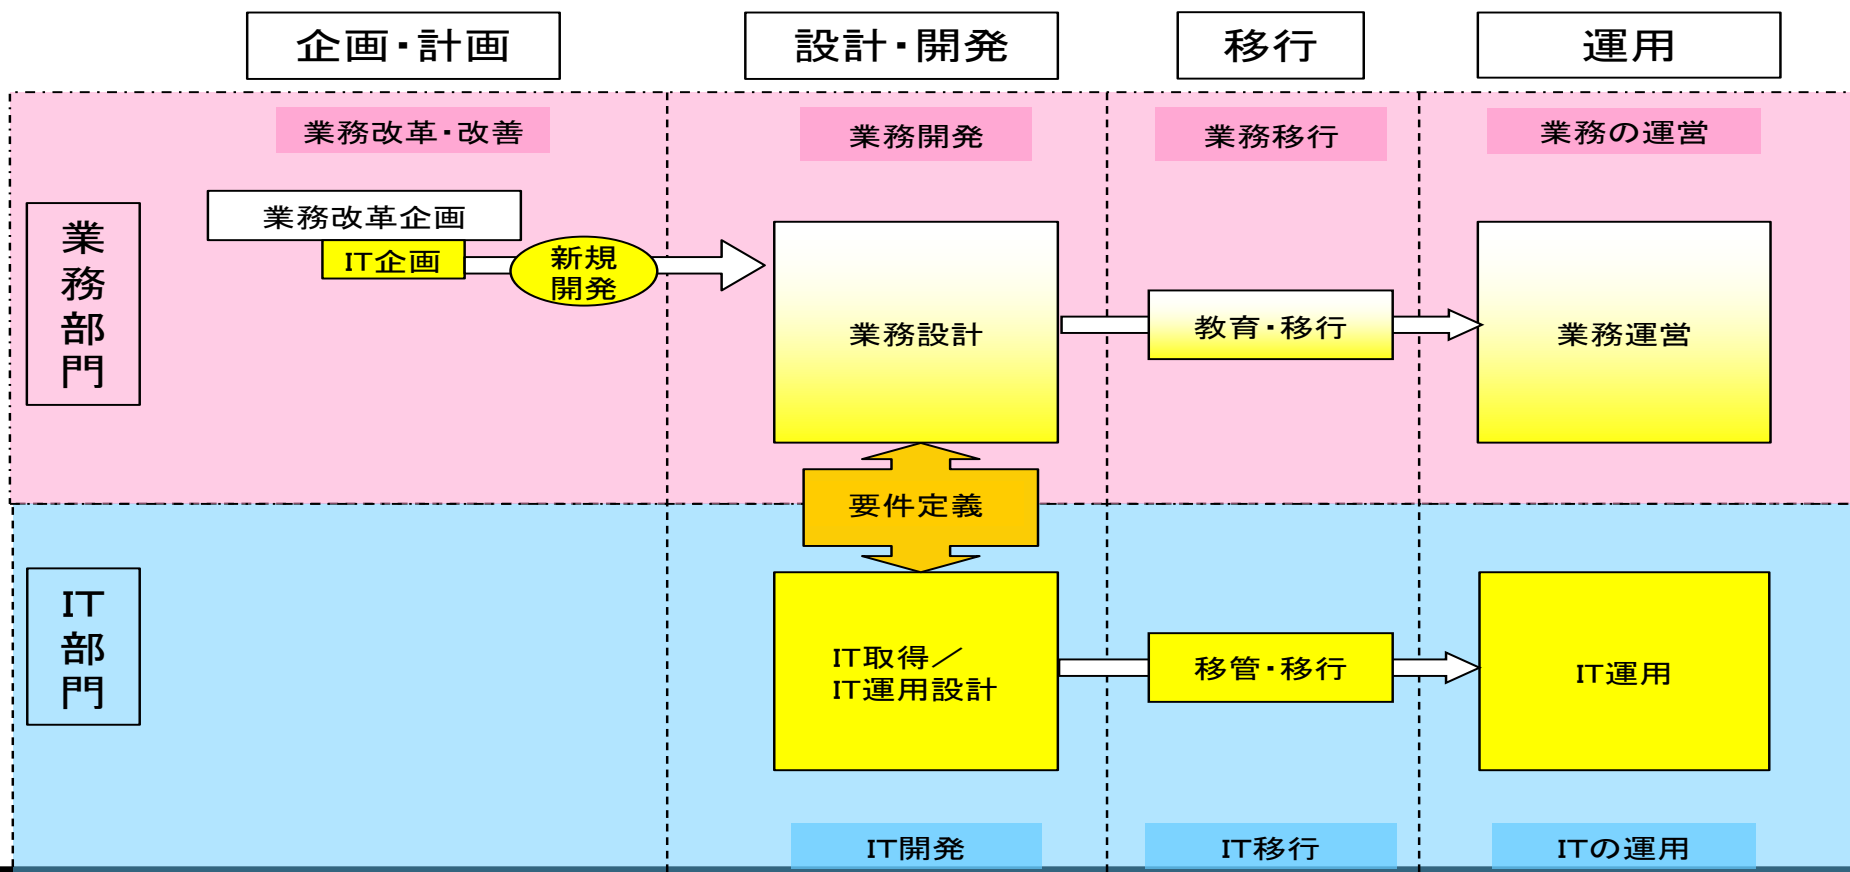 企画・計画
設計・開発
移行
運用
業務改革・改善
業務開発
業務移行
業務の運営
業務部門
業務改革企画
IT企画
新規
開発
業務設計
教育・移行
業務運営
要件定義
IT部門
IT取得／
IT運用設計
移管・移行
IT運用
IT開発
IT移行
ITの運用